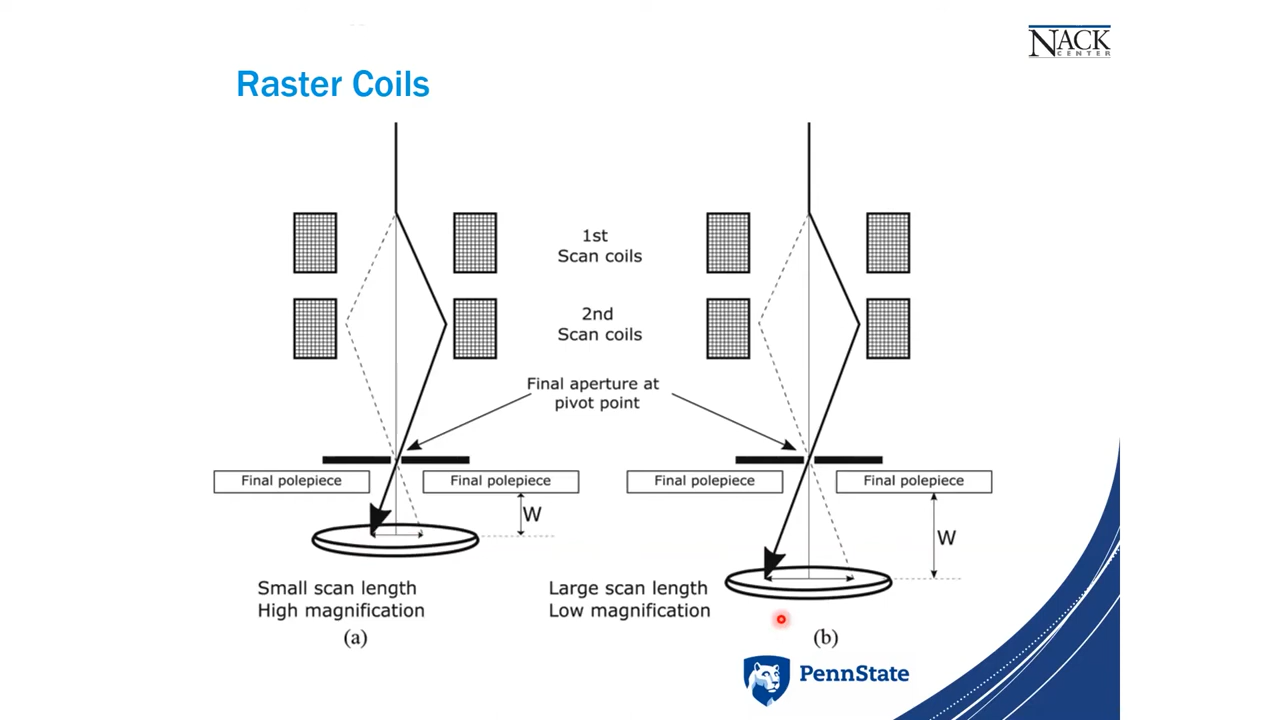 NACK
CENTER
Raster Coils
1st
Scan coils
2nd
Scan coils
Final aperture at
pivot point
Final polepiece
Final polepiece
Final polepiece
Final polepiece
W
W
Small scan length
High magnification
(a)
Large scan length
Low magnification
(b)
PennState